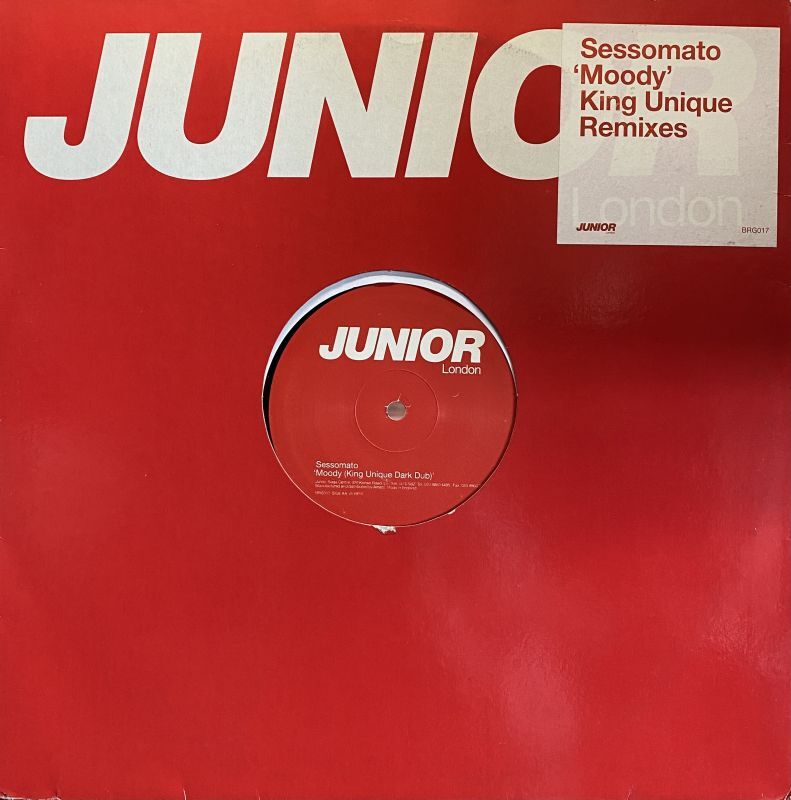 JUNIOR
London
Sessomato
‘Moody’
King Unique
Remixes
JUNIOR
BRG017
JUNIOR
London
Sessomato
‘Moody (King Unique Dark Dub)’